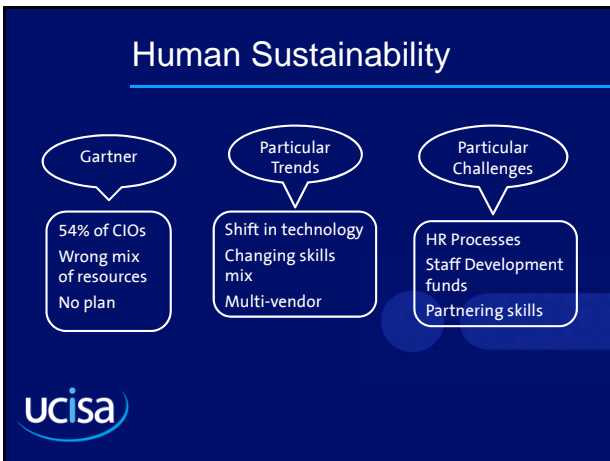 Human Sustainability
Gartner
54% of CIOs
Wrong mix
of resources
No plan
Particular
Trends
Shift in technology
Changing skills
mix
Multi-vendor
Particular
Challenges
HR Processes
Staff Development
funds
Partnering skills
ucisa